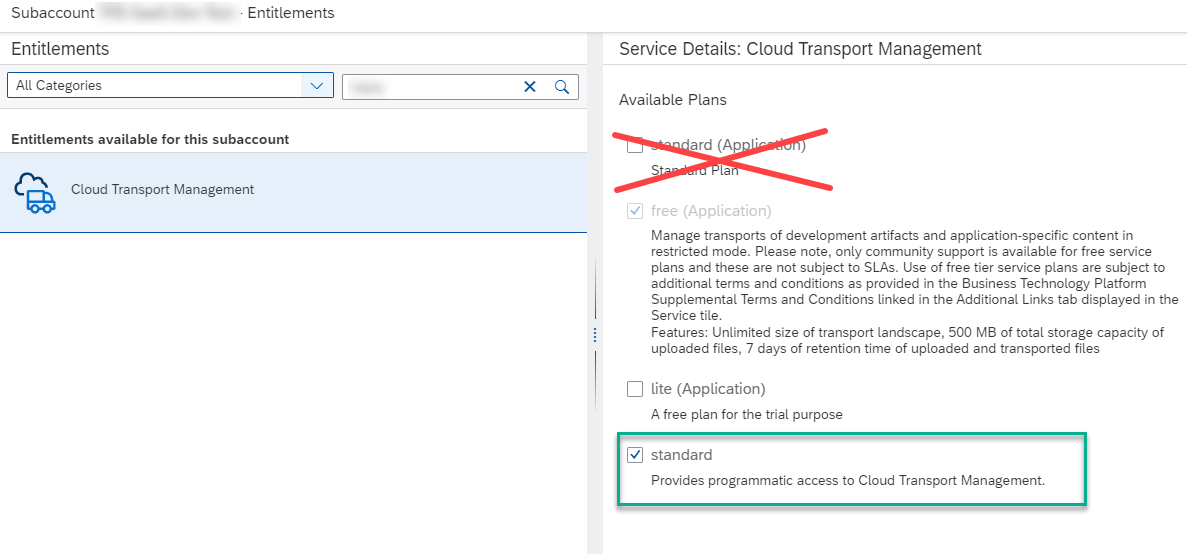 Subaccount · Entitlements
Entitlements
All Categories
Entitlements available for this subaccount
Cloud Transport Management
Service Details: Cloud Transport Management
Available Plans
standard (Application)
Standard Plan
free (Application)
Manage transports of development artifacts and application-specific content in
restricted mode. Please note, only community support is available for free service
plans and these are not subject to SLAs. Use of free tier service plans are subject to
additional terms and conditions as provided in the Business Technology Platform
Supplemental Terms and Conditions linked in the Additional Links tab displayed in the
Service tile.
Features: Unlimited size of transport landscape, 500 MB of total storage capacity of
uploaded files, 7 days of retention time of uploaded and transported files
lite (Application)
A free plan for the trial purpose
standard
Provides programmatic access to Cloud Transport Management.